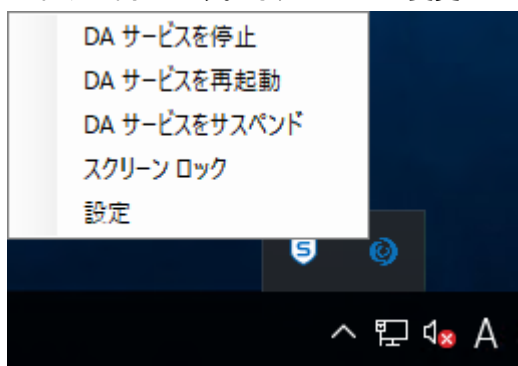 DA サービスを停止
DA サービスを再起動
DA サービスをサスペンド
スクリーン ロック
設定
S
A